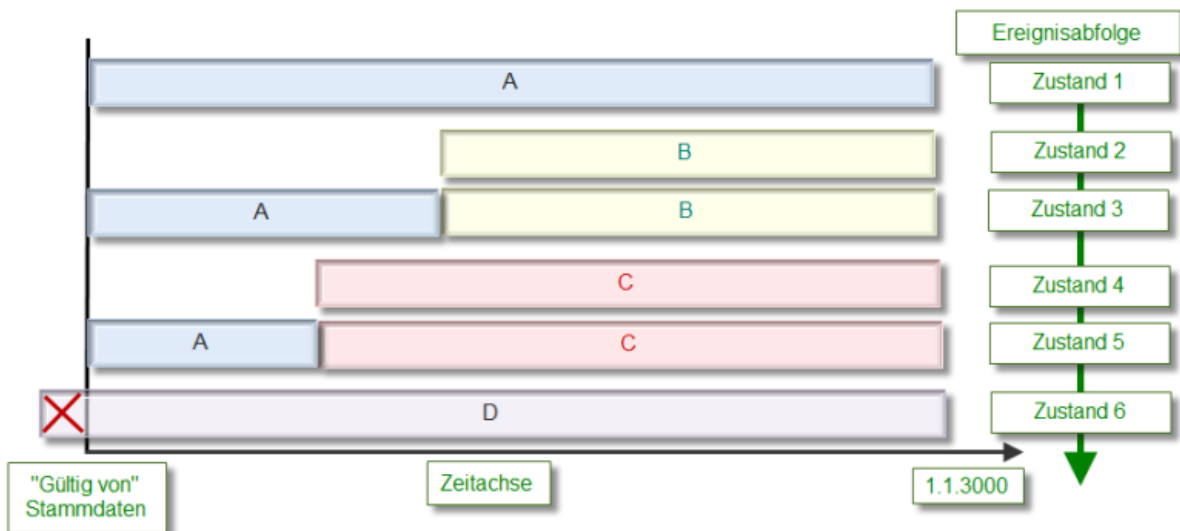 Ereignisabfolge
A
Zustand 1
B
Zustand 2
A
B
Zustand 3
C
Zustand 4
A
C
Zustand 5
D
Zustand 6
"Gültig von"
Stammdaten
Zeitachse
1.1.3000